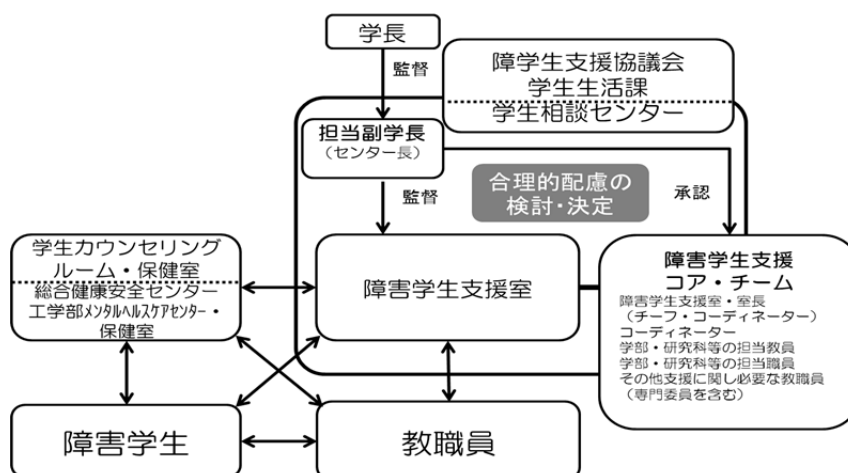 学長
監督
障学生支援協議会
学生生活課
学生相談センター
担当副学長
（センター長）
監督
合理的配慮の
検討・決定
承認
学生カウンセリング
ルーム・保健室
総合健康安全センター
工学部メンタルヘルスケアセンター・
保健室
障害学生支援室
障害学生支援
コア・チーム
障害学生支援室・室長
（チーフ・コーディネーター）
コーディネーター
学部・研究科等の担当教員
学部・研究科等の担当職員
その他支援に関し必要な教職員
（専門委員を含む）
障害学生
教職員